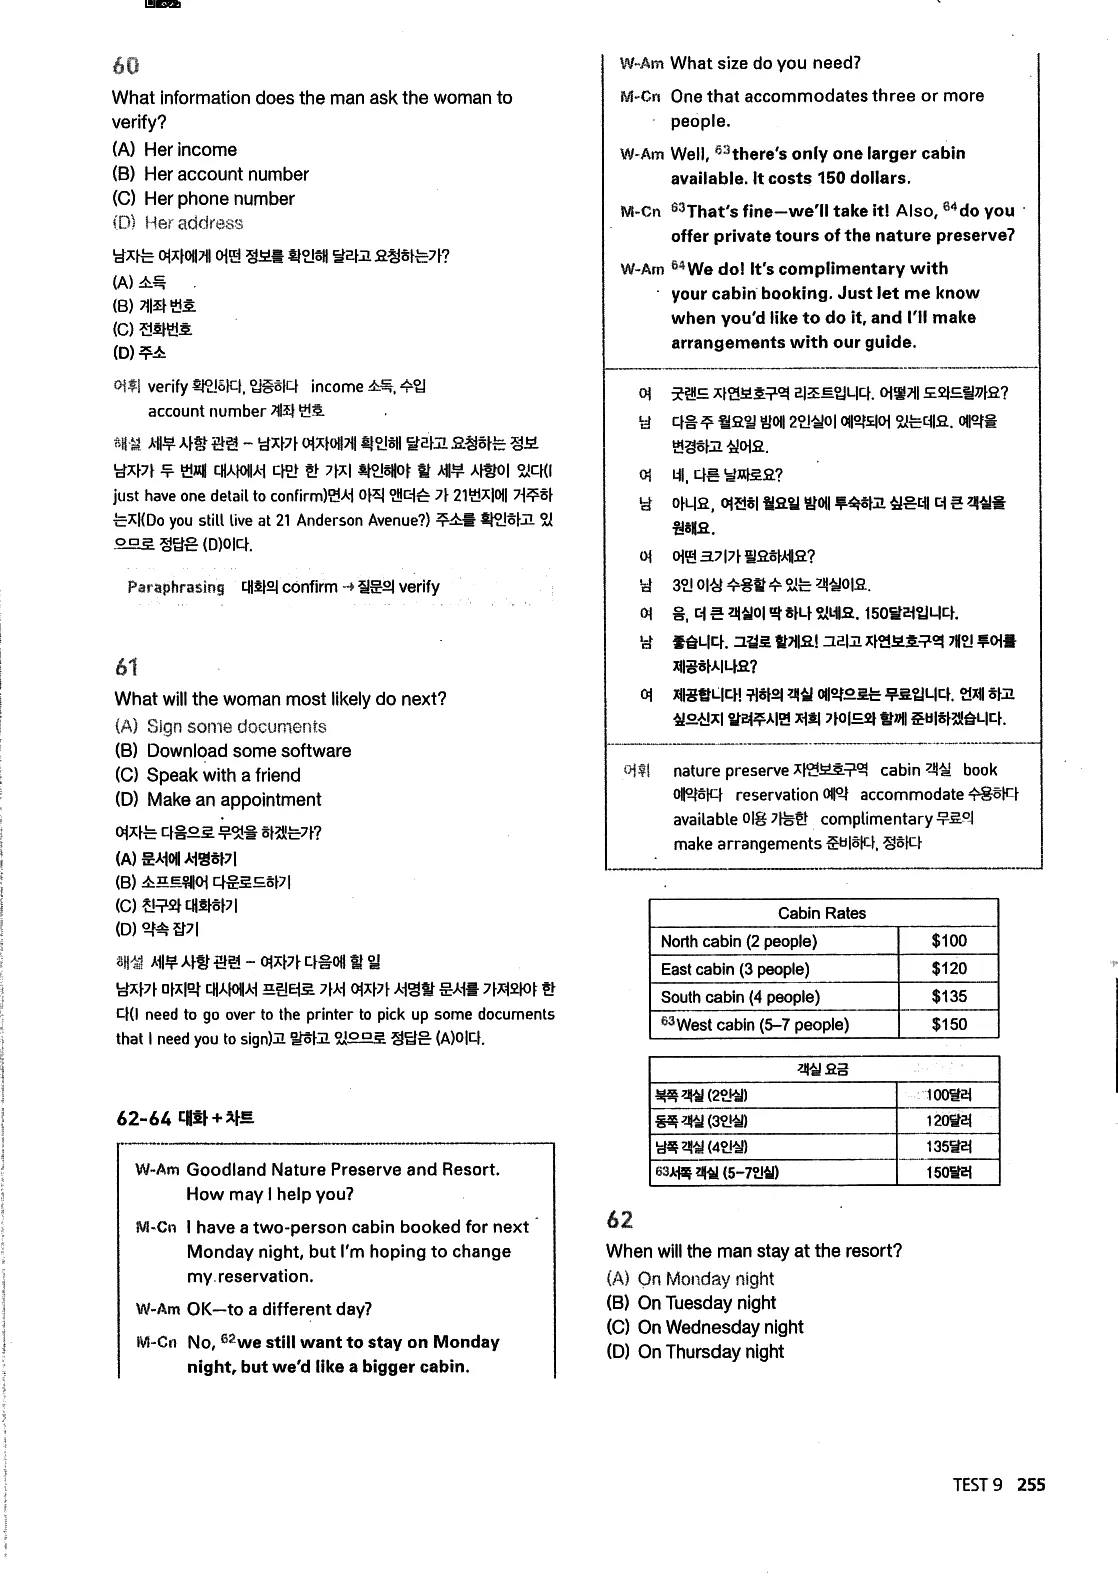 60
What information does the man ask the woman to
verify?
(A) Her income
(B) Her account number
(C) Her phone number
(D) Her address
남자는 여자에게 어떤 정보를 확인해 달라고 요청하는가?
(A) 소득
(B) 계좌 번호
(C) 전화번호
(D) 주소
어휘 verify 확인하다, 입증하다 income 소득, 수입
account number 계좌 번호
해설 세부 사항 관련 – 남자가 여자에게 확인해 달라고 요청하는 정보
남자가 두 번째 대사에서 다만 한 가지 확인해야 할 세부 사항이 있다(I
just have one detail to confirm)면서 아직 앤더슨 가 21번지에 거주하
는지(Do you still live at 21 Anderson Avenue?) 주소를 확인하고 있
으므로 정답은 (D)이다.
Paraphrasing 대화의 confirm → 질문의 verify
61
What will the woman most likely do next?
(A) Sign some documents
(B) Download some software
(C) Speak with a friend
(D) Make an appointment
여자는 다음으로 무엇을 하겠는가?
(A) 문서에 서명하기
(B) 소프트웨어 다운로드하기
(C) 친구와 대화하기
(D) 약속 잡기
해설 세부 사항 관련 – 여자가 다음에 할 일
남자가 마지막 대사에서 프린터로 가서 여자가 서명할 문서를 가져와야 한
다(I need to go over to the printer to pick up some documents
that I need you to sign)고 말하고 있으므로 정답은 (A)이다.
62-64 대화 + 차트
W-Am Goodland Nature Preserve and Resort.
How may I help you?
M-Cn I have a two-person cabin booked for next
Monday night, but I'm hoping to change
my reservation.
W-Am OK—to a different day?
M-Cn No, 62we still want to stay on Monday
night, but we'd like a bigger cabin.
W-Am What size do you need?
M-Cn One that accommodates three or more
people.
W-Am Well, 63there's only one larger cabin
available. It costs 150 dollars.
M-Cn 63That's fine—we'll take it! Also, 64do you
offer private tours of the nature preserve?
W-Am 64We do! It's complimentary with
your cabin booking. Just let me know
when you'd like to do it, and I'll make
arrangements with our guide.
여 굿랜드 자연보호구역 리조트입니다. 어떻게 도와드릴까요?
남 다음 주 월요일 밤에 2인실이 예약되어 있는데요. 예약을
변경하고 싶어요.
여 네, 다른 날짜로요?
남 아니요, 여전히 월요일 밤에 투숙하고 싶은데 더 큰 객실을
원해요.
여 어떤 크기가 필요하세요?
남 3인 이상 수용할 수 있는 객실이요.
여 음, 더 큰 객실이 딱 하나 있네요. 150달러입니다.
남 좋습니다. 그걸로 할게요! 그리고 자연보호구역 개인 투어를
제공하시나요?
여 제공합니다! 귀하의 객실 예약으로는 무료입니다. 언제 하고
싶으신지 알려주시면 저희 가이드와 함께 준비하겠습니다.
어휘 nature preserve 자연보호구역 cabin 객실 book
예약하다 reservation 예약 accommodate 수용하다
available 이용 가능한 complimentary 무료의
make arrangements 준비하다, 정하다
Cabin Rates
North cabin (2 people) $100
East cabin (3 people) $120
South cabin (4 people) $135
63West cabin (5–7 people) $150
객실 요금
북쪽 객실 (2인실) 100달러
동쪽 객실 (3인실) 120달러
남쪽 객실 (4인실) 135달러
63서쪽 객실 (5–7인실) 150달러
62
When will the man stay at the resort?
(A) On Monday night
(B) On Tuesday night
(C) On Wednesday night
(D) On Thursday night
TEST 9 255